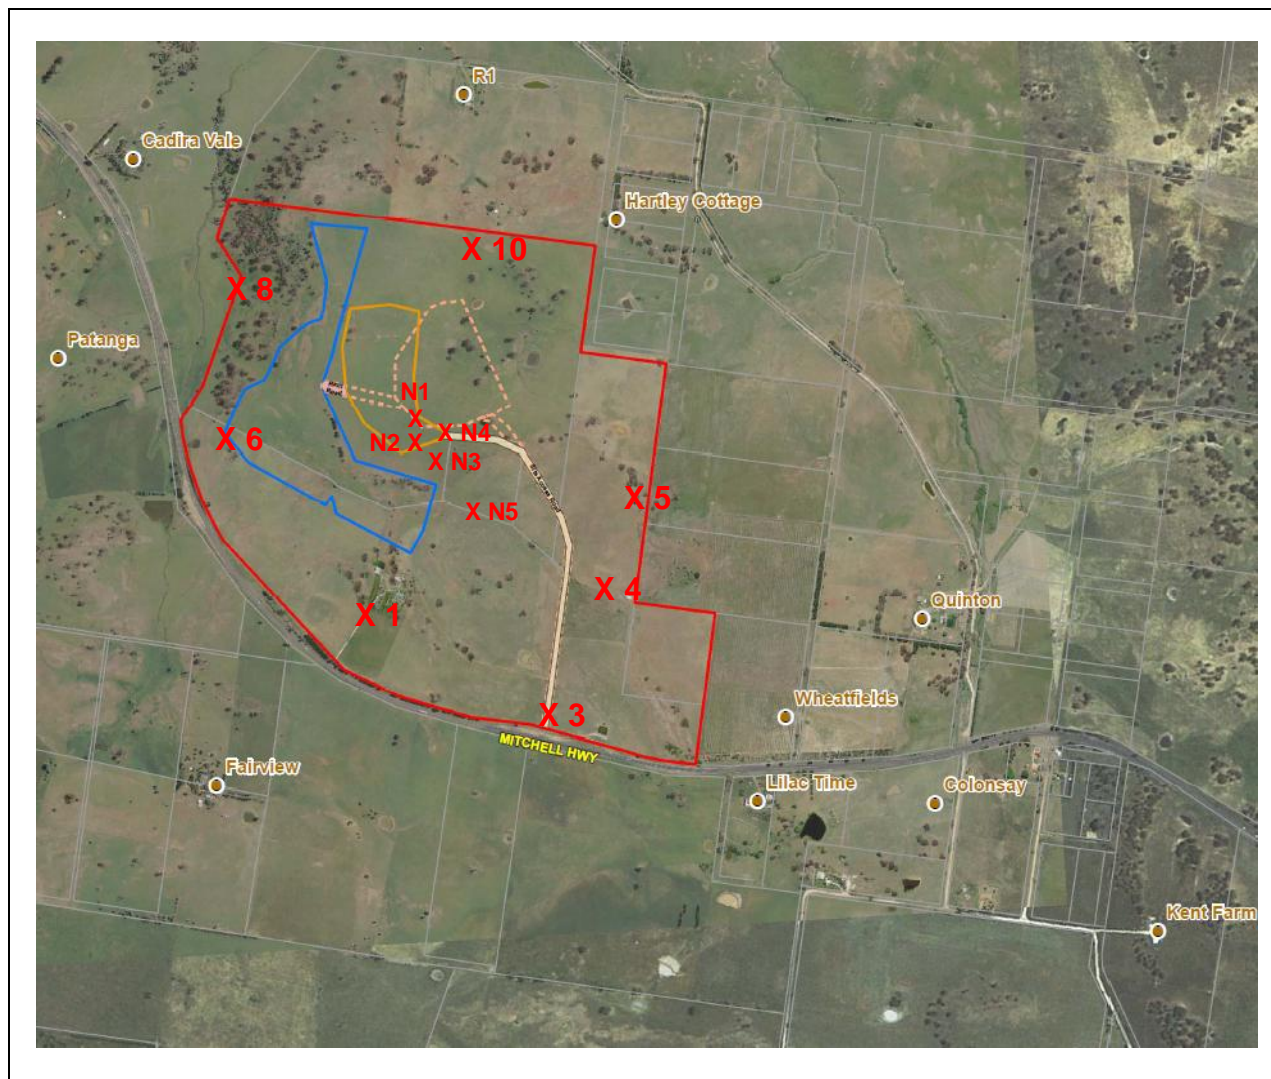 R1
Cadira Vale
Hartley Cottage
X 10
X 8
Patanga
N1
X
X 6
N2 X
X N4
X N3
X 5
X N5
X 4
X 1
Quinton
X 3
Wheatfields
MITCHELL HWY
Fairview
Lilac Time
Colonsay
Kent Farm